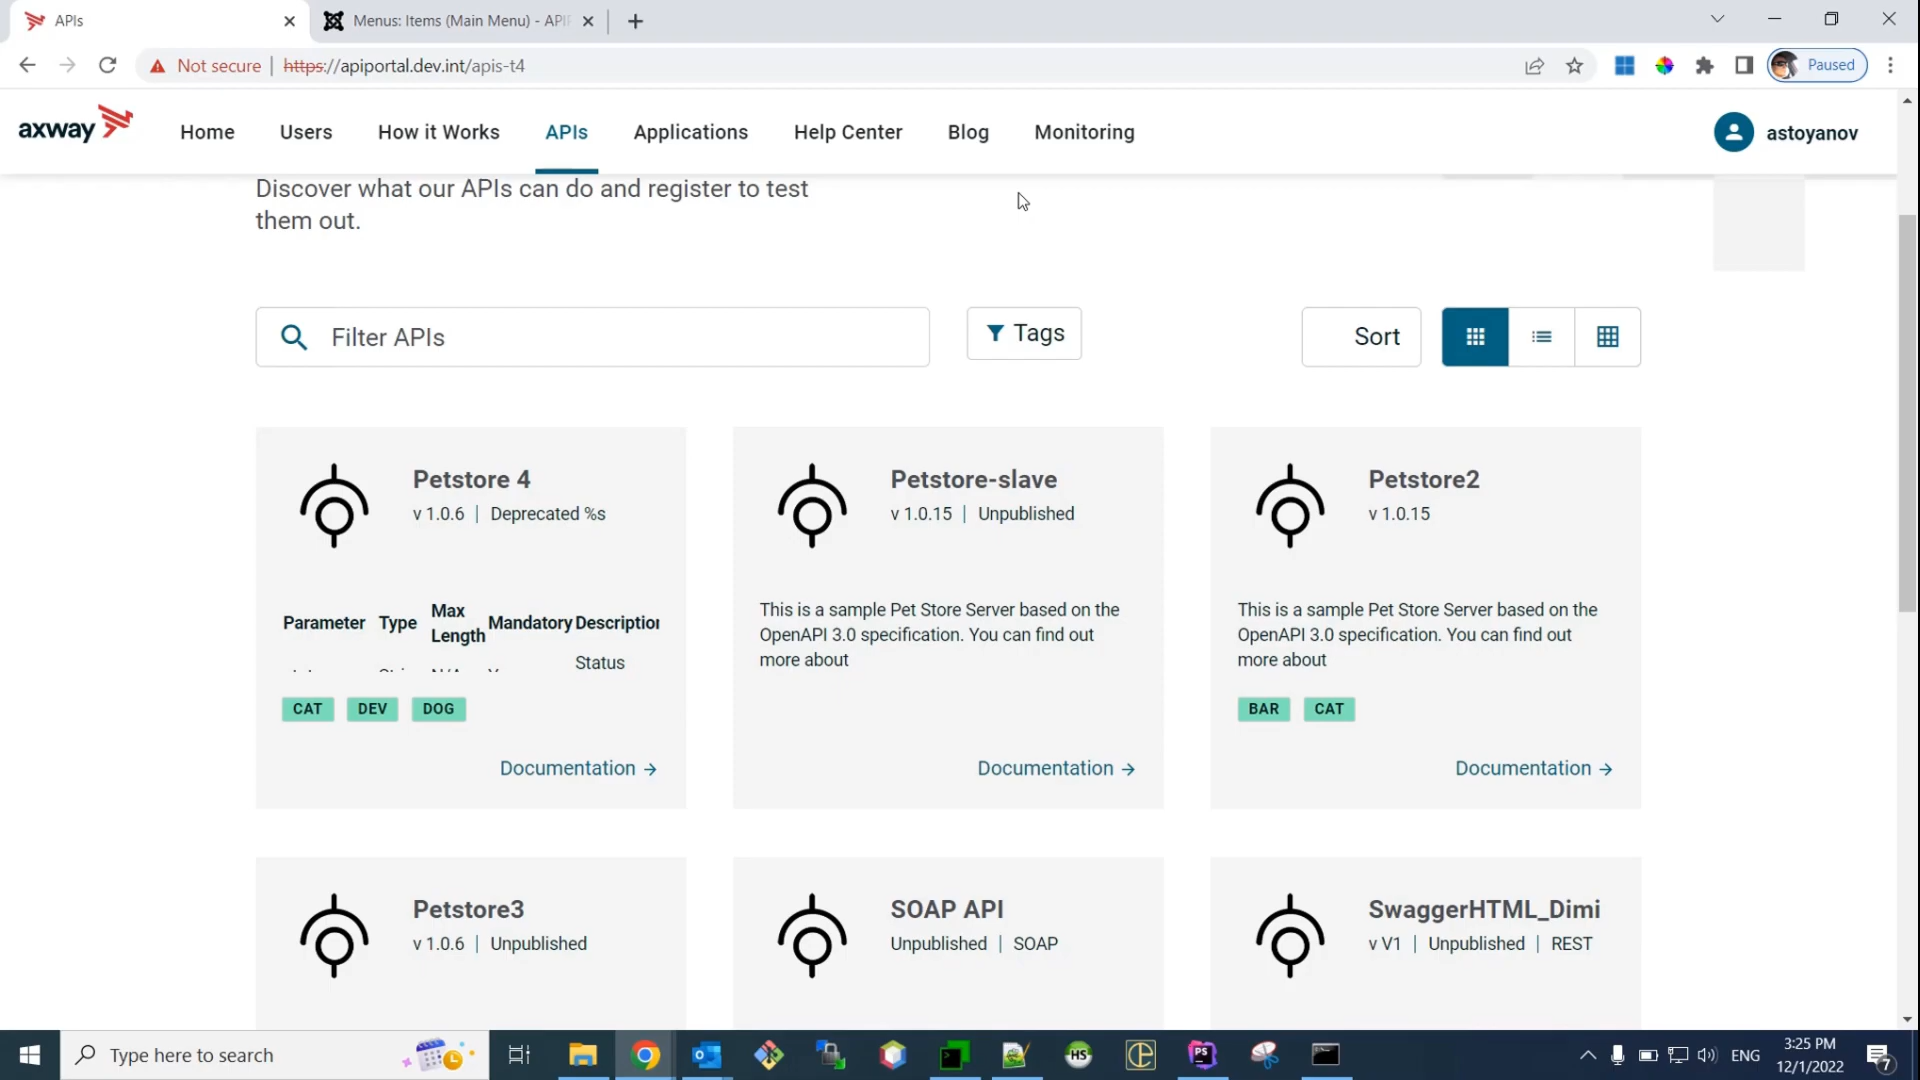 APIs
Menus: Items (Main Menu) - API
Not secure
https://apiportal.dev.int/apis-t4
Paused
axway
Home
Users
How it Works
APIs
Applications
Help Center
Blog
Monitoring
astoyanov
Discover what our APIs can do and register to test
them out.
Filter APIs
Tags
Sort
Petstore 4
v 1.0.6 | Deprecated %s
Parameter Type Max Length Mandatory Description
Status
CAT DEV DOG
Documentation →
Petstore-slave
v 1.0.15 | Unpublished
This is a sample Pet Store Server based on the
OpenAPI 3.0 specification. You can find out
more about
Documentation →
Petstore2
v 1.0.15
This is a sample Pet Store Server based on the
OpenAPI 3.0 specification. You can find out
more about
BAR CAT
Documentation →
Petstore3
v 1.0.6 | Unpublished
SOAP API
Unpublished | SOAP
SwaggerHTML_Dimi
v V1 | Unpublished | REST
Type here to search
HS
PS
ENG
3:25 PM
12/1/2022
7